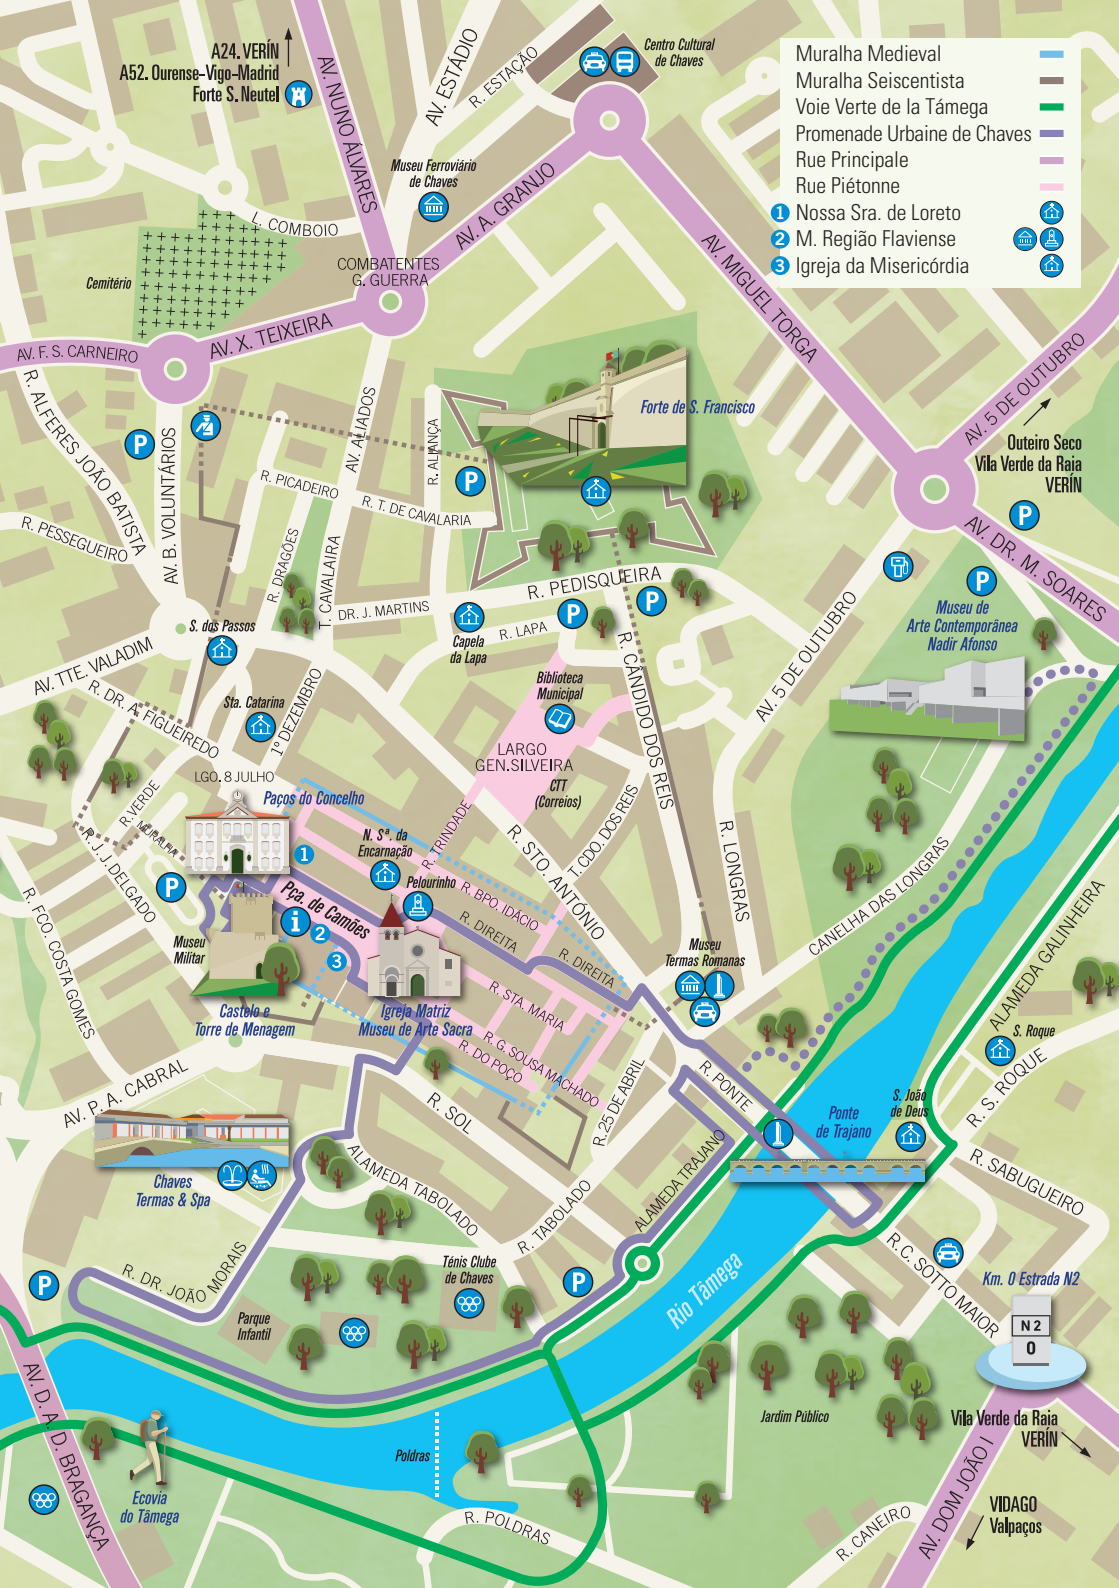 A24. VERÍN
A52. Ourense-Vigo-Madrid
Forte S. Neutel
AV. NUNO ÁLVARES
AV. ESTÁDIO
R. ESTAÇÃO
Centro Cultural
de Chaves
Muralha Medieval
Muralha Seiscentista
Voie Verte de la Támega
Promenade Urbaine de Chaves
Rue Principale
Rue Piétonne
1 Nossa Sra. de Loreto
2 M. Região Flaviense
3 Igreja da Misericórdia
Museu Ferroviário
de Chaves
L. COMBOIO
AV. A. GRANJO
COMBATENTES
G. GUERRA
Cemitério
AV. MIGUEL TORGA
AV. F. S. CARNEIRO
AV. X. TEIXEIRA
AV. 5 DE OUTUBRO
Outeiro Seco
Vila Verde da Raia
VERÍN
R. ALFERES JOÃO BATISTA
AV. B. VOLUNTÁRIOS
AV. ALIADOS
R. ALIANÇA
Forte de S. Francisco
P
P
P
R. PICADEIRO
R. T. DE CAVALARIA
R. PESSEGUEIRO
R. DRAGÕES
T. CAVALAIRA
AV. DR. M. SOARES
P
R. PEDISQUEIRA
DR. J. MARTINS
R. LAPA
P
P
Capela
da Lapa
S. dos Passos
AV. TTE. VALADIM
Museu de
Arte Contemporânea
Nadir Afonso
R. CÂNDIDO DOS REIS
AV. 5 DE OUTUBRO
R. DR. A. FIGUEIREDO
Sta. Catarina
1º DEZEMBRO
Biblioteca
Municipal
LARGO
GEN.SILVEIRA
CTT
(Correios)
LGO. 8 JULHO
Paços do Concelho
R. VERDE
R. MURALHA
R. J. J. DELGADO
1
N. Sª. da
Encarnação
R. TRINDADE
R. STO. ANTÓNIO
T. CDO. DOS REIS
R. LONGRAS
CANELHA DAS LONGRAS
P
Pça. de Camões
Pelourinho
R. BPO. IDÁCIO
R. DIREITA
R. DIREITA
i
2
3
Museu
Militar
R. FCO. COSTA GOMES
Museu
Termas Romanas
ALAMEDA GALINHEIRA
Castelo e
Torre de Menagem
Igreja Matriz
Museu de Arte Sacra
R. STA. MARIA
R. G. SOUSA MACHADO
R. DO POÇO
S. Roque
R. S. ROQUE
AV. P. A. CABRAL
R. SOL
R. 25 DE ABRIL
R. PONTE
S. João
de Deus
Ponte
de Trajano
R. SABUGUEIRO
Chaves
Termas & Spa
ALAMEDA TABOLADO
R. TABOLADO
ALAMEDA TRAJANO
R. DR. JOÃO MORAIS
P
Ténis Clube
de Chaves
P
Rio Tâmega
R. C. SOTTO MAIOR
Km. 0 Estrada N2
N 2
0
Parque
Infantil
AV. D. A. D. BRAGANÇA
Jardim Público
Vila Verde da Raia
VERÍN
Poldras
Ecovia
do Tâmega
R. POLDRAS
R. CANEIRO
AV. DOM JOÃO I
VIDAGO
Valpaços